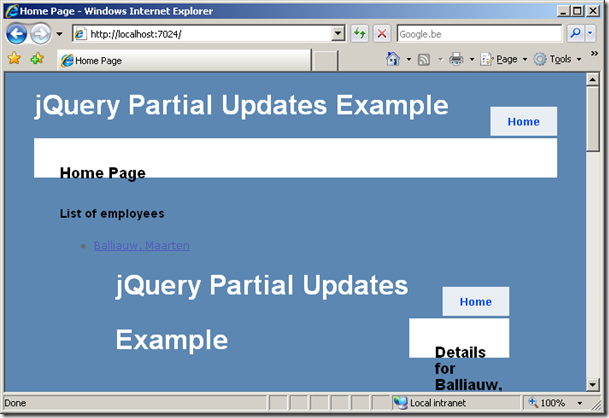 Home Page - Windows Internet Explorer
http://localhost:7024/
Google.be
Home Page
Page
Tools
»
jQuery Partial Updates Example
Home
Home Page
List of employees
Balliauw, Maarten
jQuery Partial Updates
Home
Example
Details
for
Balliauw,
Done
Local intranet
100%